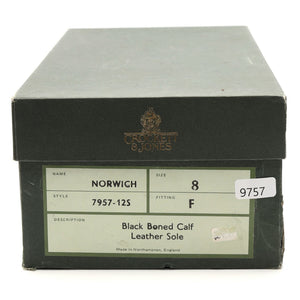 CROCKETT
& JONES
NAME
NORWICH
SIZE
8
9757
STYLE
7957-12S
FITTING
F
DESCRIPTION
Black Boned Calf
Leather Sole
Made in Northampton, England